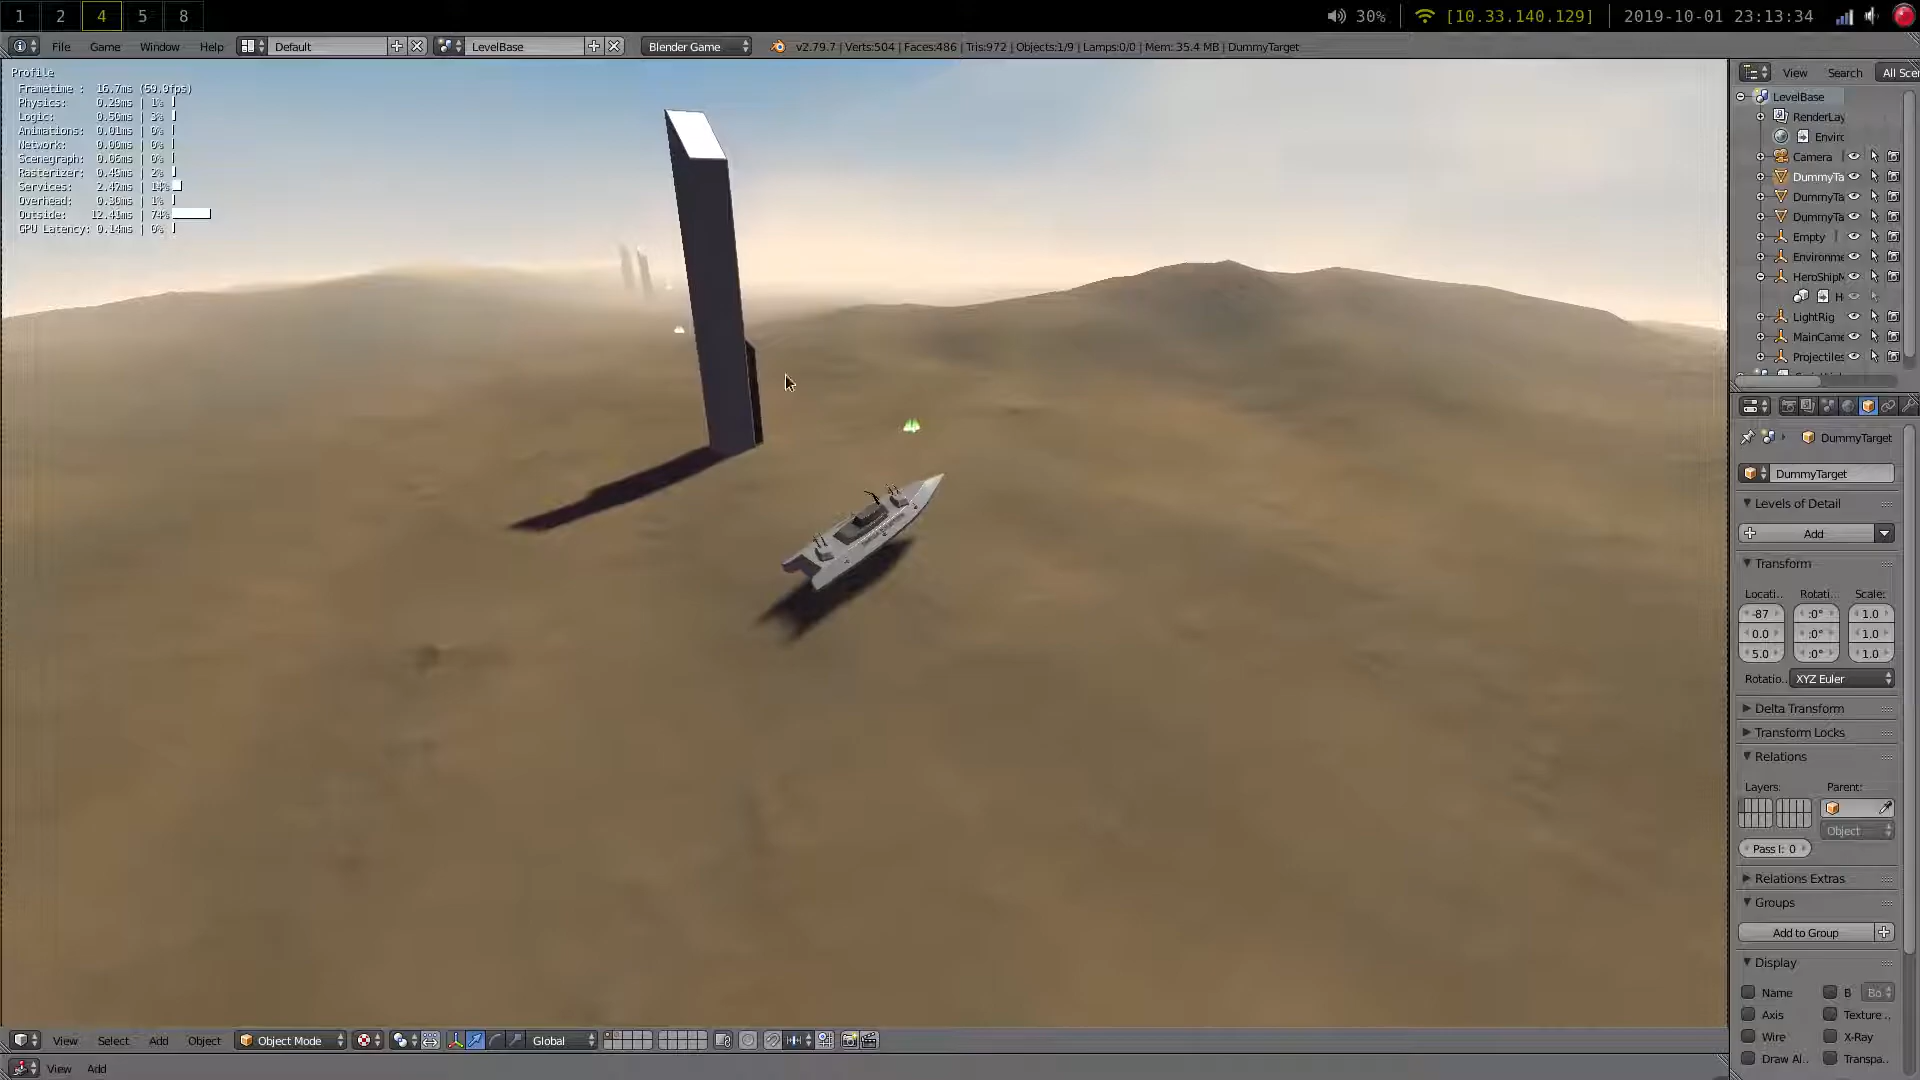 1 2 4 5 8 30% [10.33.140.129] 2019-10-01 23:13:34
File Game Window Help Default LevelBase Blender Game v2.79.7 | Verts:504 | Faces:486 | Tris:972 | Objects:1/9 | Lamps:0/0 | Mem: 35.4 MB | DummyTarget
Profile
Frametime : 16.7ms (59.9fps)
Physics: 0.29ms | 1%
Logic: 0.50ms | 3%
Animations: 0.01ms | 0%
Network: 0.00ms | 0%
Scenegraph: 0.06ms | 0%
Rasterizer: 0.49ms | 2%
Services: 2.47ms | 14%
Overhead: 0.30ms | 1%
Outside: 12.41ms | 74%
GPU Latency: 0.14ms | 0%
View Search All Sce
LevelBase
RenderLay
Enviro
Camera
DummyTa
DummyTa
DummyTa
Empty
Environme
HeroShipM
H
LightRig
MainCame
Projectiles
DummyTarget
DummyTarget
Levels of Detail
Add
Transform
Locati.. Rotati.. Scale:
-87 :0° 1.0
0.0 :0° 1.0
5.0 :0° 1.0
Rotatio.. XYZ Euler
Delta Transform
Transform Locks
Relations
Layers: Parent:
Object
Pass I: 0
Relations Extras
Groups
Add to Group
Display
Name B Bo
Axis Texture ..
Wire X-Ray
Draw Al.. Transpa..
View Select Add Object Object Mode Global
View Add